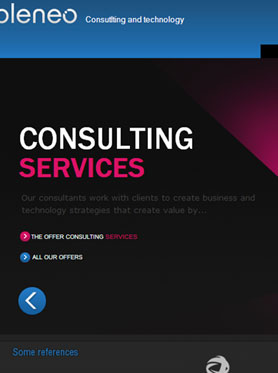 oleneo
Consulting and technology
CONSULTING
SERVICES
Our consultants work with clients to create business and
technology strategies that create value by...
THE OFFER CONSULTING SERVICES
ALL OUR OFFERS
Some references